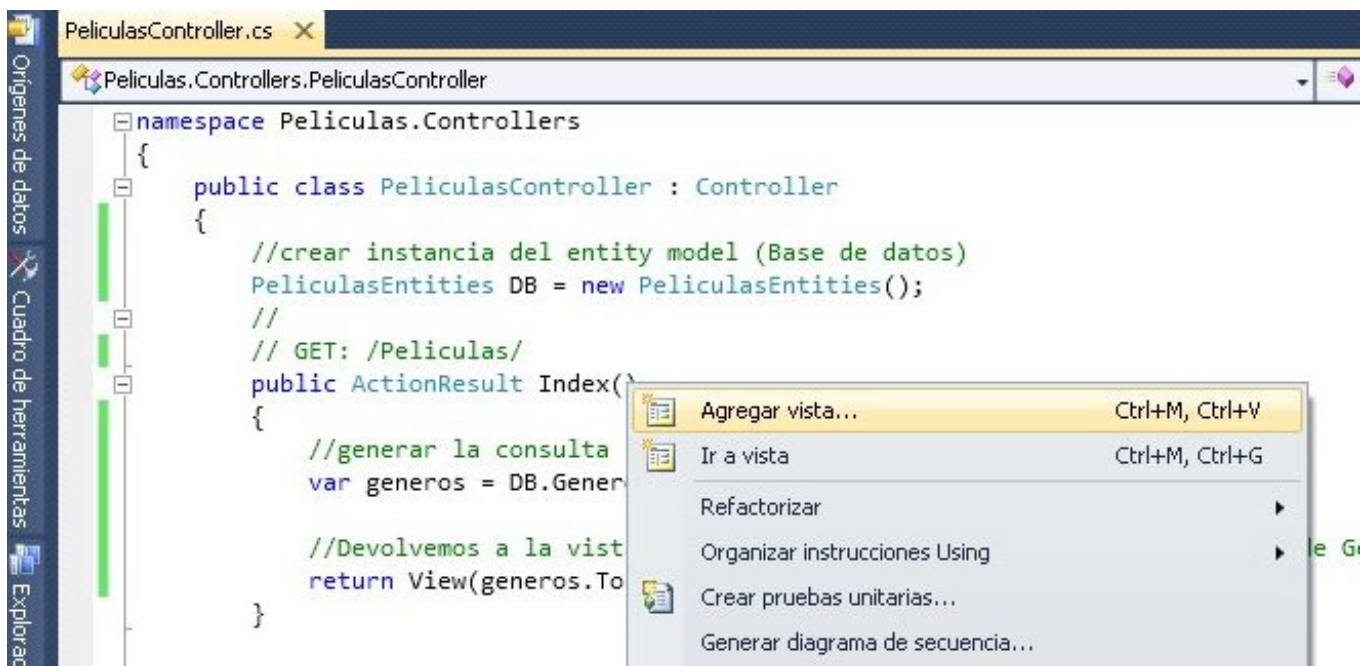 PeliculasController.cs
Peliculas.Controllers.PeliculasController
Orígenes de datos
Cuadro de herramientas
namespace Peliculas.Controllers
{
public class PeliculasController : Controller
{
//crear instancia del entity model (Base de datos)
PeliculasEntities DB = new PeliculasEntities();
//
// GET: /Peliculas/
public ActionResult Index()
{
//generar la consulta
var generos = DB.Gener
//Devolvemos a la vist
return View(generos.To
}
Agregar vista... Ctrl+M, Ctrl+V
Ir a vista Ctrl+M, Ctrl+G
Refactorizar
Organizar instrucciones Using
Crear pruebas unitarias...
Generar diagrama de secuencia...